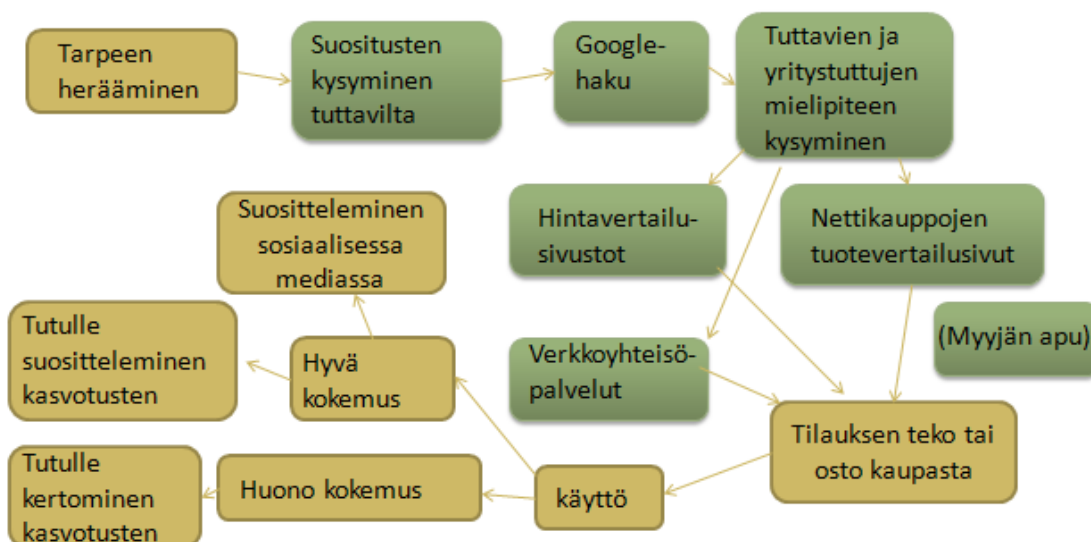 Tarpeen
herääminen
Suositusten
kysyminen
tuttavilta
Google-
haku
Tuttavien ja
yritystuttujen
mielipiteen
kysyminen
Hintavertailu-
sivustot
Nettikauppojen
tuotevertailusivut
Suositteleminen
sosiaalisessa
mediassa
(Myyjän apu)
Tutulle
suositteleminen
kasvotusten
Hyvä
kokemus
Verkkoyhteisö-
palvelut
Tilauksen teko tai
osto kaupasta
Tutulle
kertominen
kasvotusten
Huono kokemus
käyttö